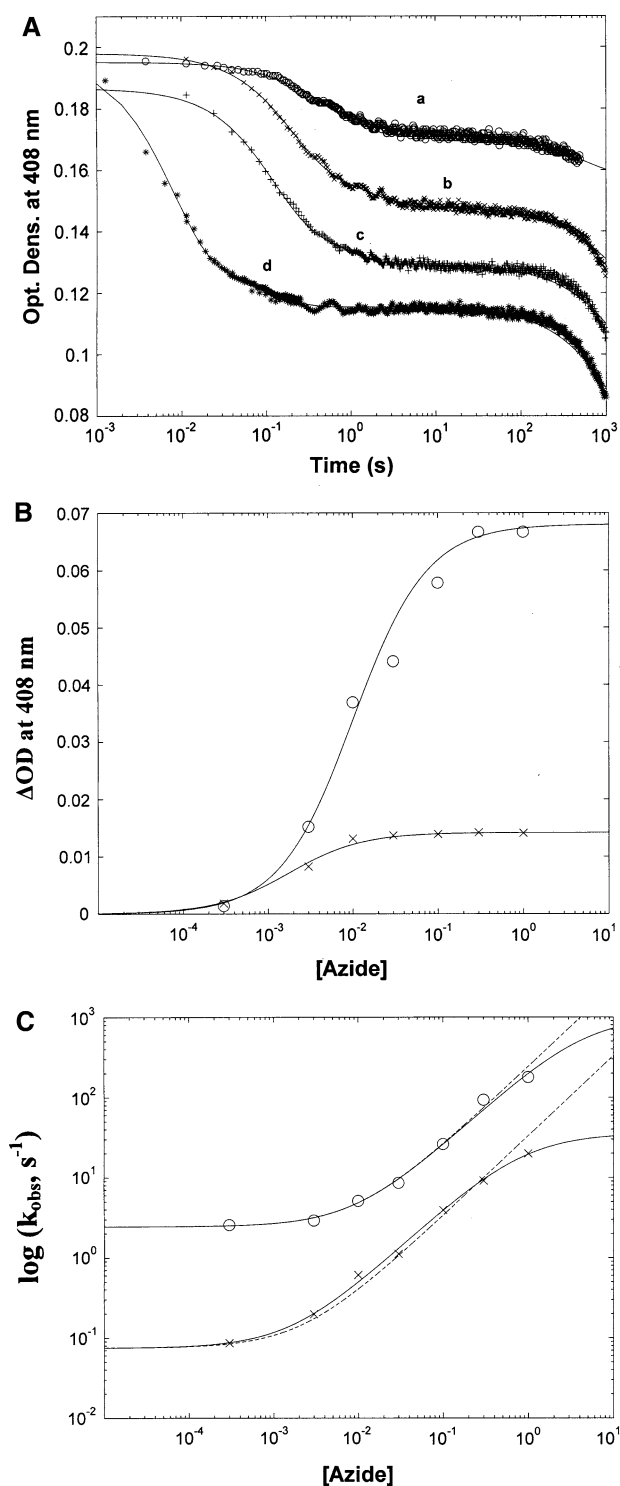 A
0.2
0.18
0.16
0.14
0.12
0.1
0.08
Opt. Dens. at 408 nm
a
b
c
d
10⁻³ 10⁻² 10⁻¹ 10⁰ 10¹ 10² 10³
Time (s)
B
0.07
0.06
0.05
0.04
0.03
0.02
0.01
0
ΔOD at 408 nm
10⁻⁴ 10⁻³ 10⁻² 10⁻¹ 10⁰ 10¹
[Azide]
C
10³
10²
10¹
10⁰
10⁻¹
10⁻²
log (kobs, s⁻¹)
10⁻⁴ 10⁻³ 10⁻² 10⁻¹ 10⁰ 10¹
[Azide]